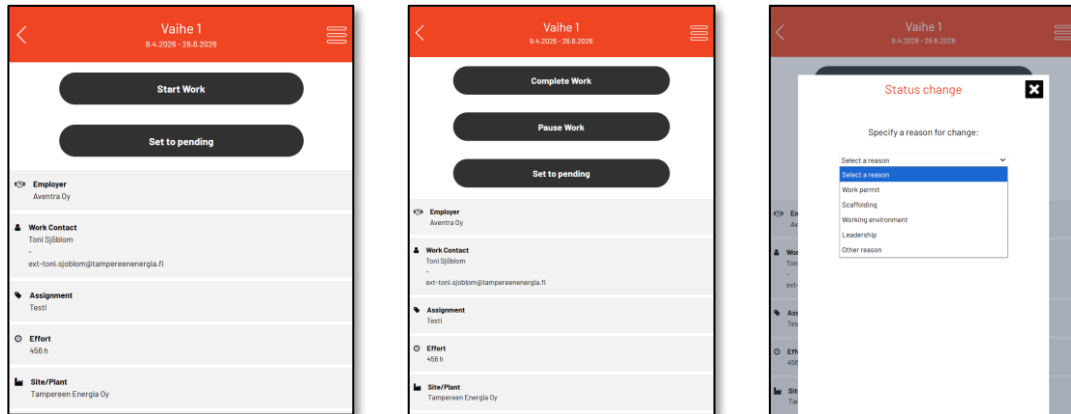 Vaihe 1
9.4.2026 - 26.6.2026
Start Work
Set to pending
Employer
Aventra Oy
Work Contact
Toni Sjöblom
-
ext-toni.sjoblom@tampereenenergia.fi
Assignment
Testi
Effort
456 h
Site/Plant
Tampereen Energia Oy
Vaihe 1
9.4.2026 - 26.6.2026
Complete Work
Pause Work
Set to pending
Employer
Aventra Oy
Work Contact
Toni Sjöblom
-
ext-toni.sjoblom@tampereenenergia.fi
Assignment
Testi
Effort
456 h
Site/Plant
Tampereen Energia Oy
Vaihe 1
9.4.2026 - 26.6.2026
Status change
Specify a reason for change:
Select a reason
Select a reason
Work permit
Scaffolding
Working environment
Leadership
Other reason